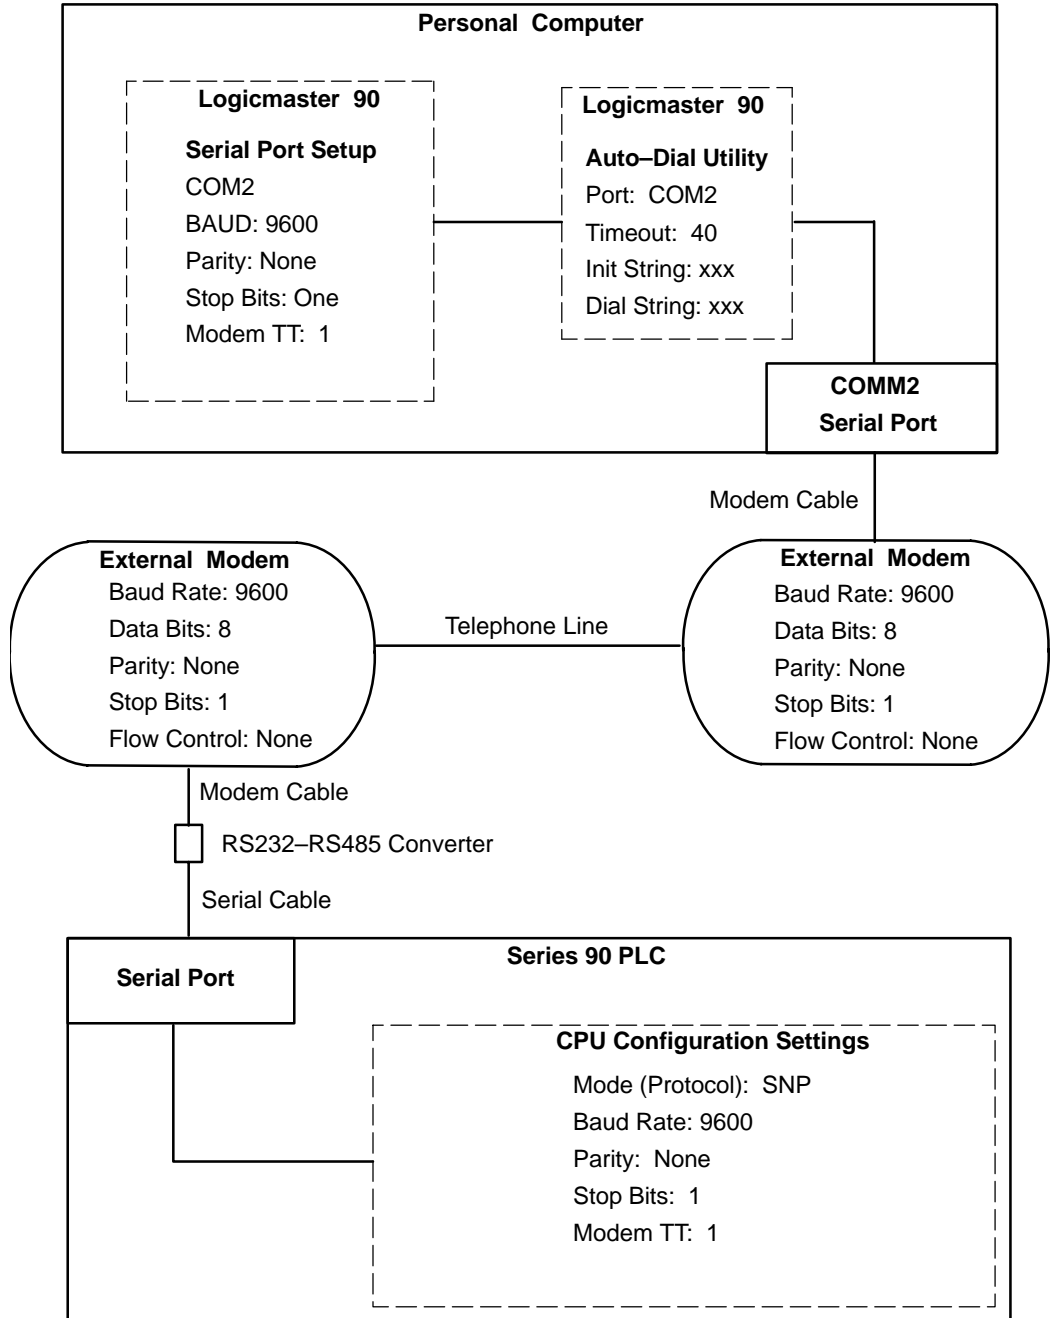 Personal Computer
Logicmaster 90
Serial Port Setup
COM2
BAUD: 9600
Parity: None
Stop Bits: One
Modem TT: 1
Logicmaster 90
Auto–Dial Utility
Port: COM2
Timeout: 40
Init String: xxx
Dial String: xxx
COMM2
Serial Port
Modem Cable
External Modem
Baud Rate: 9600
Data Bits: 8
Parity: None
Stop Bits: 1
Flow Control: None
Telephone Line
External Modem
Baud Rate: 9600
Data Bits: 8
Parity: None
Stop Bits: 1
Flow Control: None
Modem Cable
RS232–RS485 Converter
Serial Cable
Serial Port
Series 90 PLC
CPU Configuration Settings
Mode (Protocol): SNP
Baud Rate: 9600
Parity: None
Stop Bits: 1
Modem TT: 1